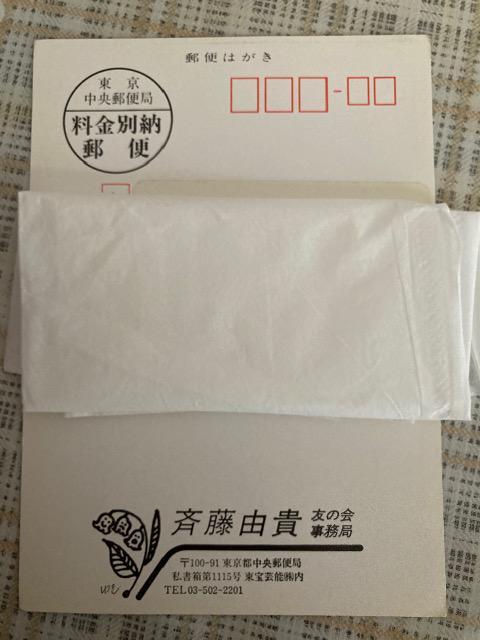 郵便はがき
東京
中央郵便局
料金別納
郵便
斉藤由貴 友の会
事務局
〒100-91 東京都中央郵便局
私書箱第1115号 東宝芸能㈱内
TEL03-502-2201